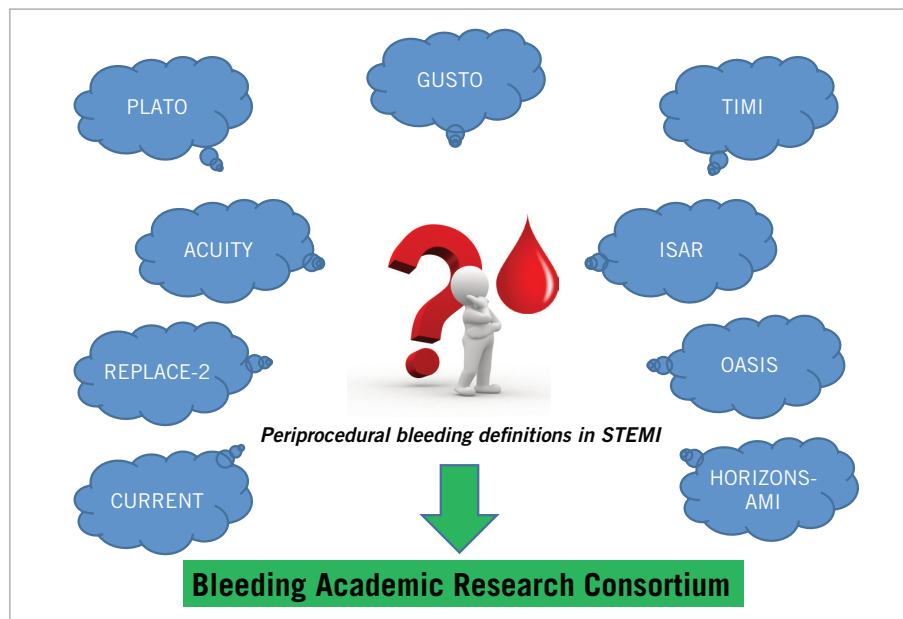 GUSTO
PLATO
TIMI
ACUITY
ISAR
REPLACE-2
OASIS
Periprocedural bleeding definitions in STEMI
CURRENT
HORIZONS-
AMI
Bleeding Academic Research Consortium